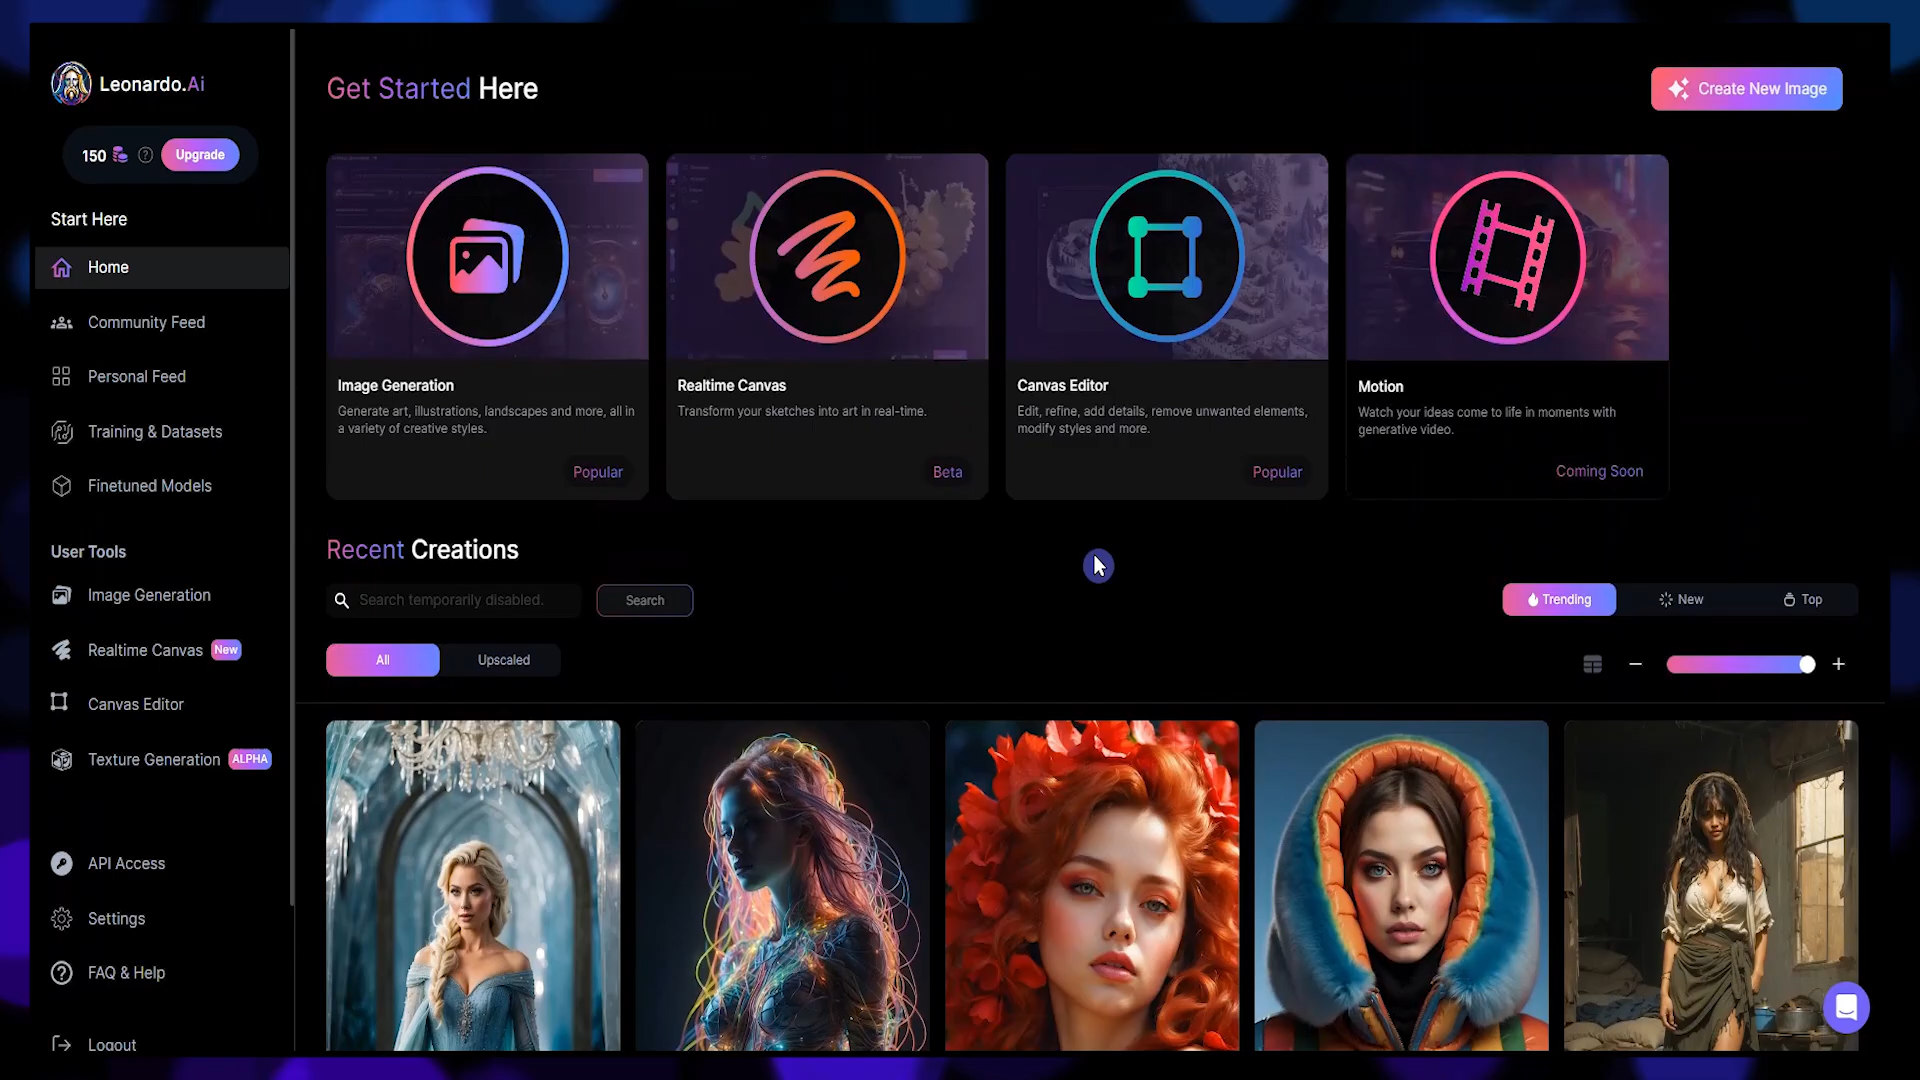 Leonardo.Ai
150
Upgrade
Start Here
Home
Community Feed
Personal Feed
Training & Datasets
Finetuned Models
User Tools
Image Generation
Realtime Canvas New
Canvas Editor
Texture Generation ALPHA
API Access
Settings
FAQ & Help
Logout
Get Started Here
Create New Image
Image Generation
Generate art, illustrations, landscapes and more, all in
a variety of creative styles.
Popular
Realtime Canvas
Transform your sketches into art in real-time.
Beta
Canvas Editor
Edit, refine, add details, remove unwanted elements,
modify styles and more.
Popular
Motion
Watch your ideas come to life in moments with
generative video.
Coming Soon
Recent Creations
Search temporarily disabled.
Search
Trending
New
Top
All
Upscaled